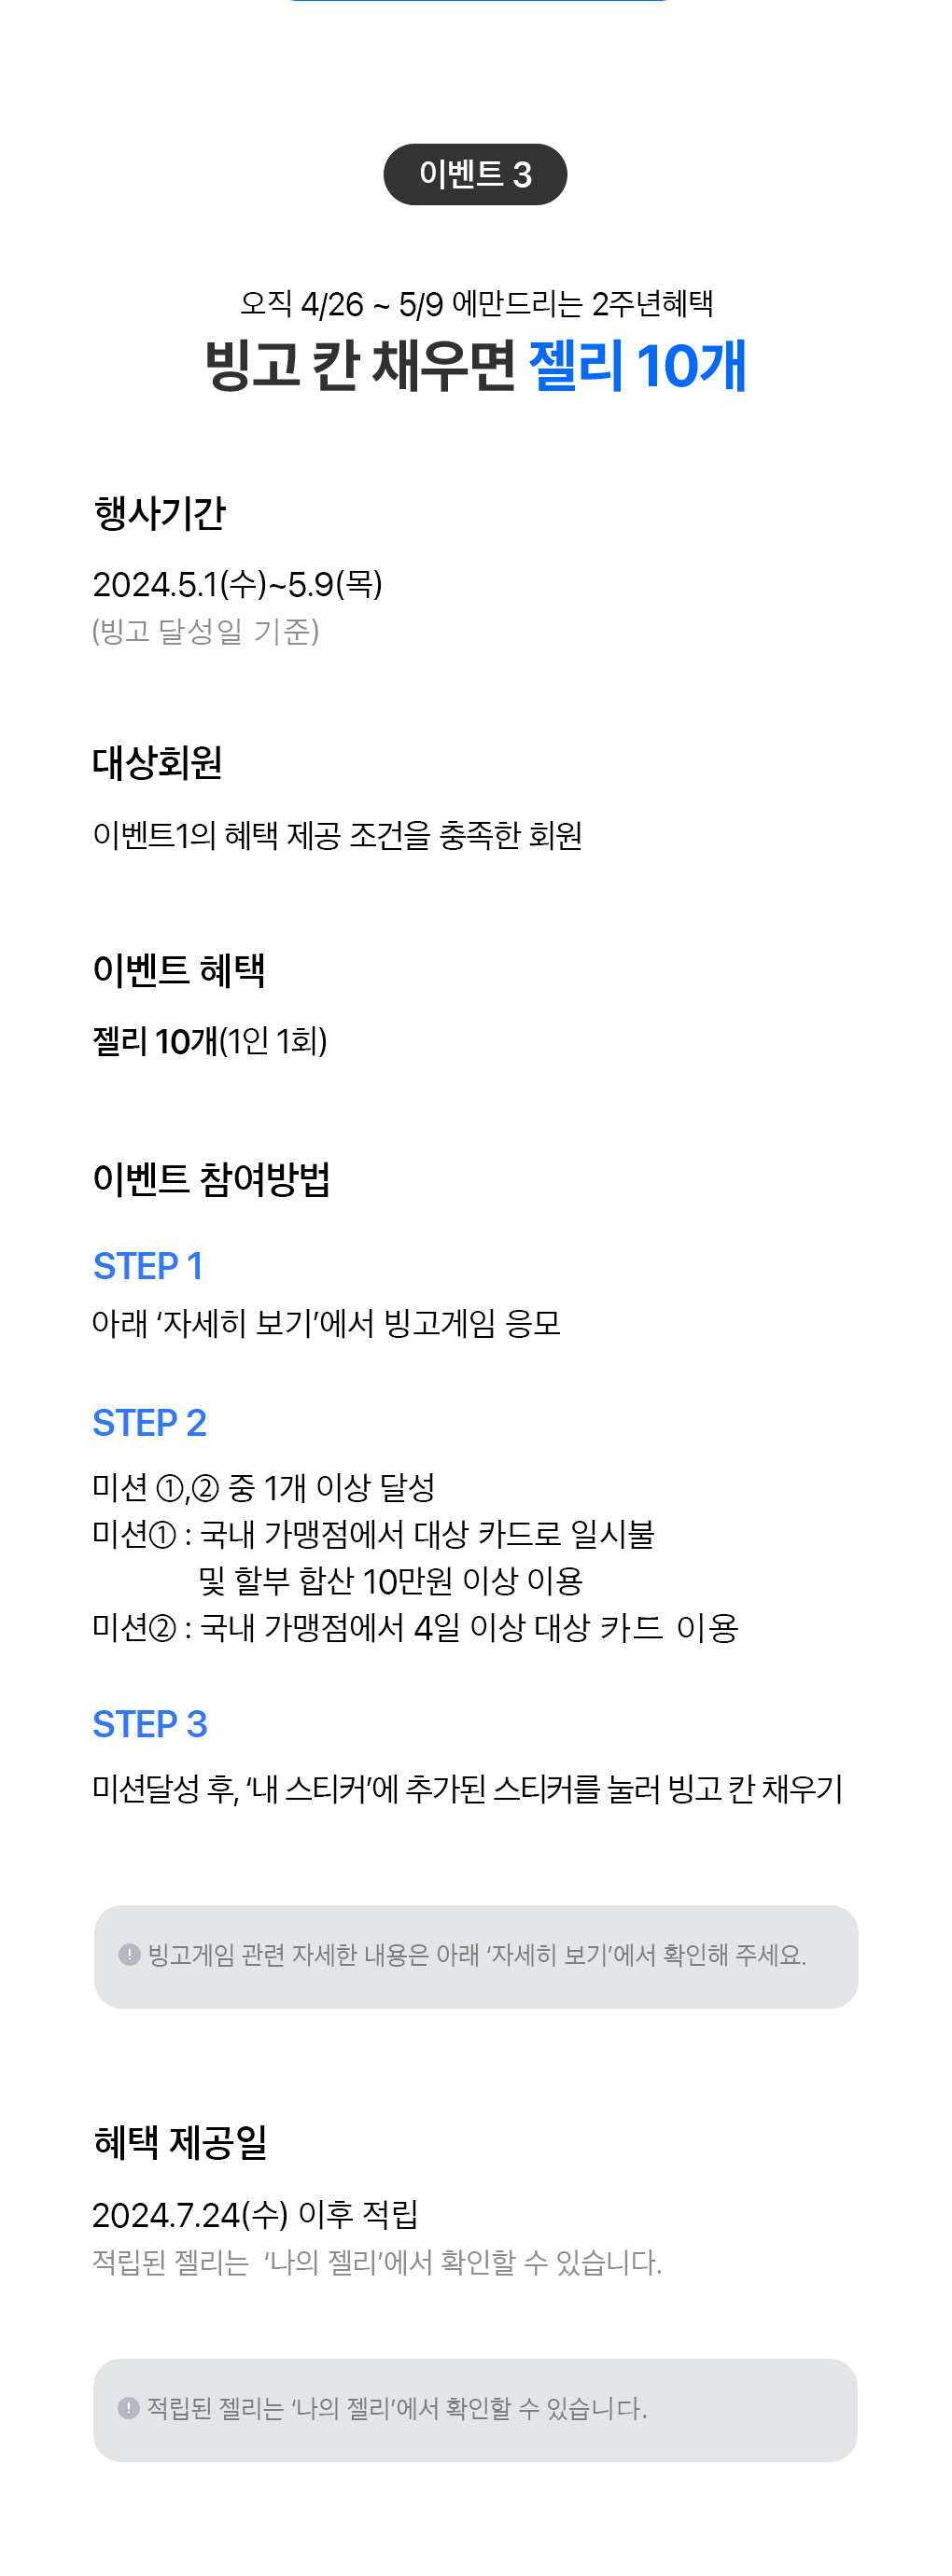 이벤트 3
오직 4/26 ~ 5/9 에만드리는 2주년혜택
빙고 칸 채우면 젤리 10개
행사기간
2024.5.1(수)~5.9(목)
(빙고 달성일 기준)
대상회원
이벤트1의 혜택 제공 조건을 충족한 회원
이벤트 혜택
젤리 10개(1인 1회)
이벤트 참여방법
STEP 1
아래 ‘자세히 보기’에서 빙고게임 응모
STEP 2
미션 ①,② 중 1개 이상 달성
미션① : 국내 가맹점에서 대상 카드로 일시불
및 할부 합산 10만원 이상 이용
미션② : 국내 가맹점에서 4일 이상 대상 카드 이용
STEP 3
미션달성 후, ‘내 스티커’에 추가된 스티커를 눌러 빙고 칸 채우기
! 빙고게임 관련 자세한 내용은 아래 ‘자세히 보기’에서 확인해 주세요.
혜택 제공일
2024.7.24(수) 이후 적립
적립된 젤리는 ‘나의 젤리’에서 확인할 수 있습니다.
! 적립된 젤리는 ‘나의 젤리’에서 확인할 수 있습니다.